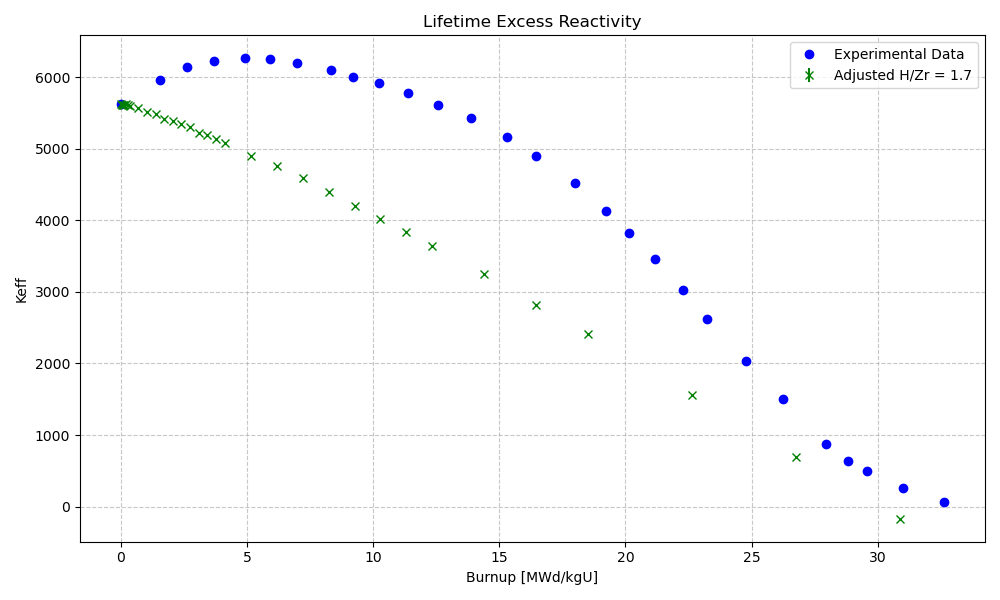 Lifetime Excess Reactivity
Experimental Data
Adjusted H/Zr = 1.7
Keff
6000
5000
4000
3000
2000
1000
0
0 5 10 15 20 25 30
Burnup [MWd/kgU]